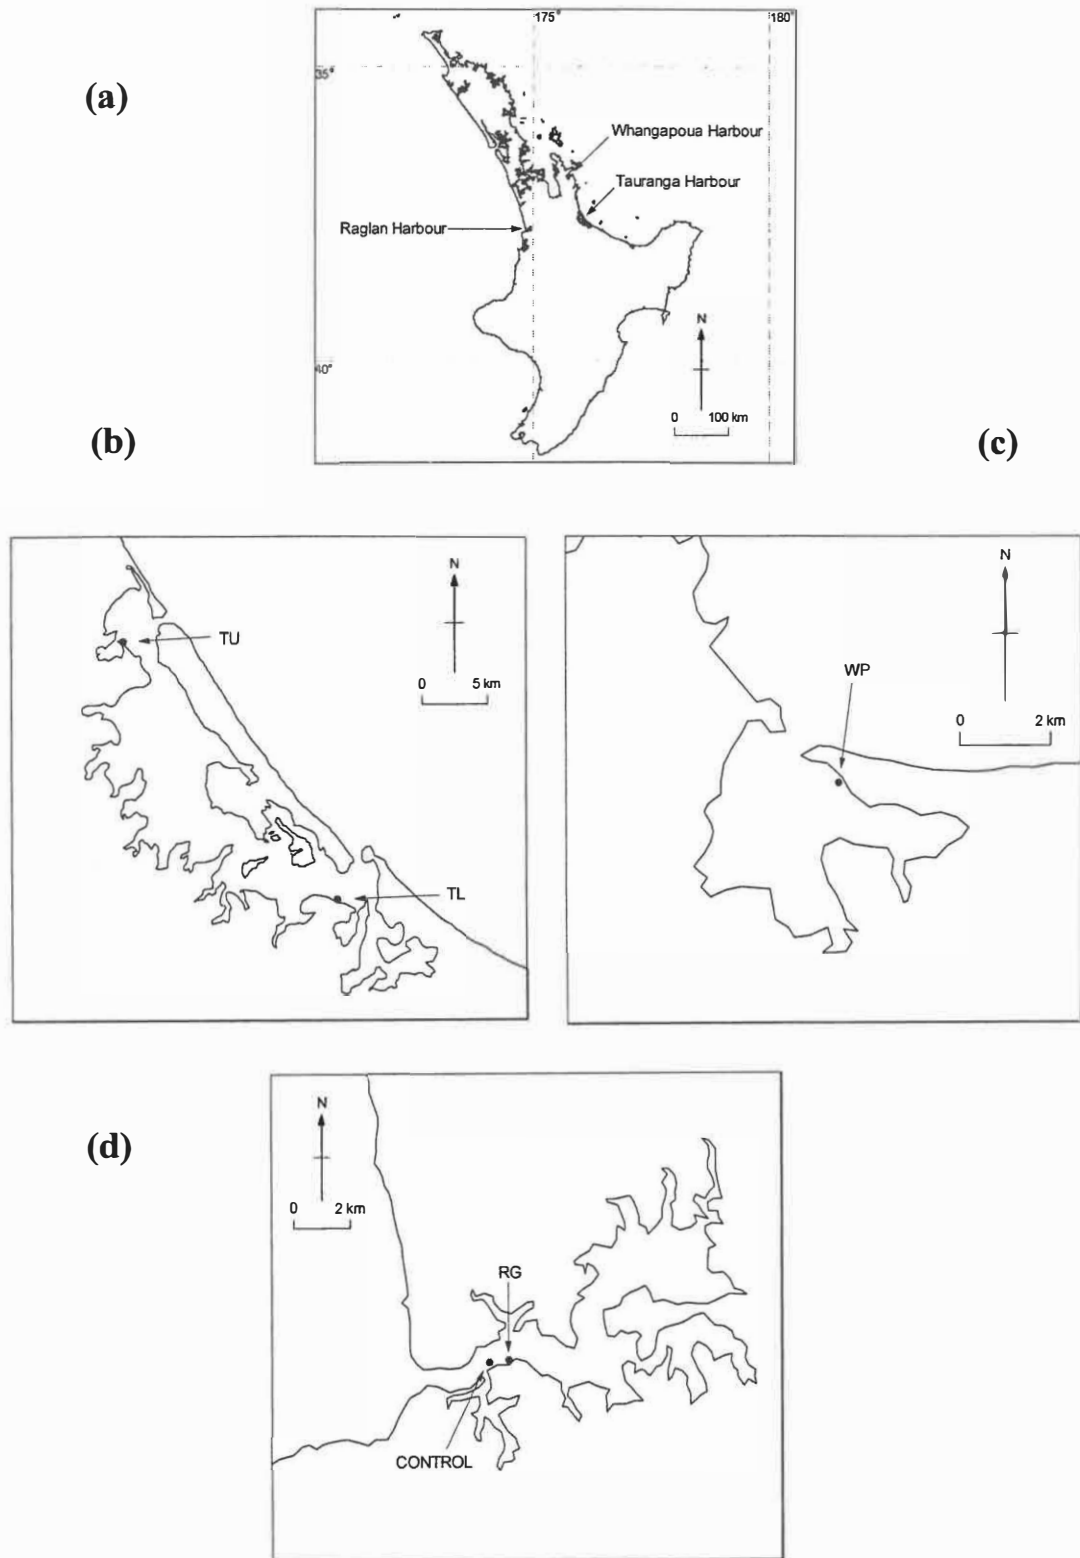 (a)
175°
180°
35°
Whangapoua Harbour
Tauranga Harbour
Raglan Harbour
N
40°
0 100 km
(b)
(c)
N
TU
0 5 km
TL
N
WP
0 2 km
(d)
N
0 2 km
RG
CONTROL